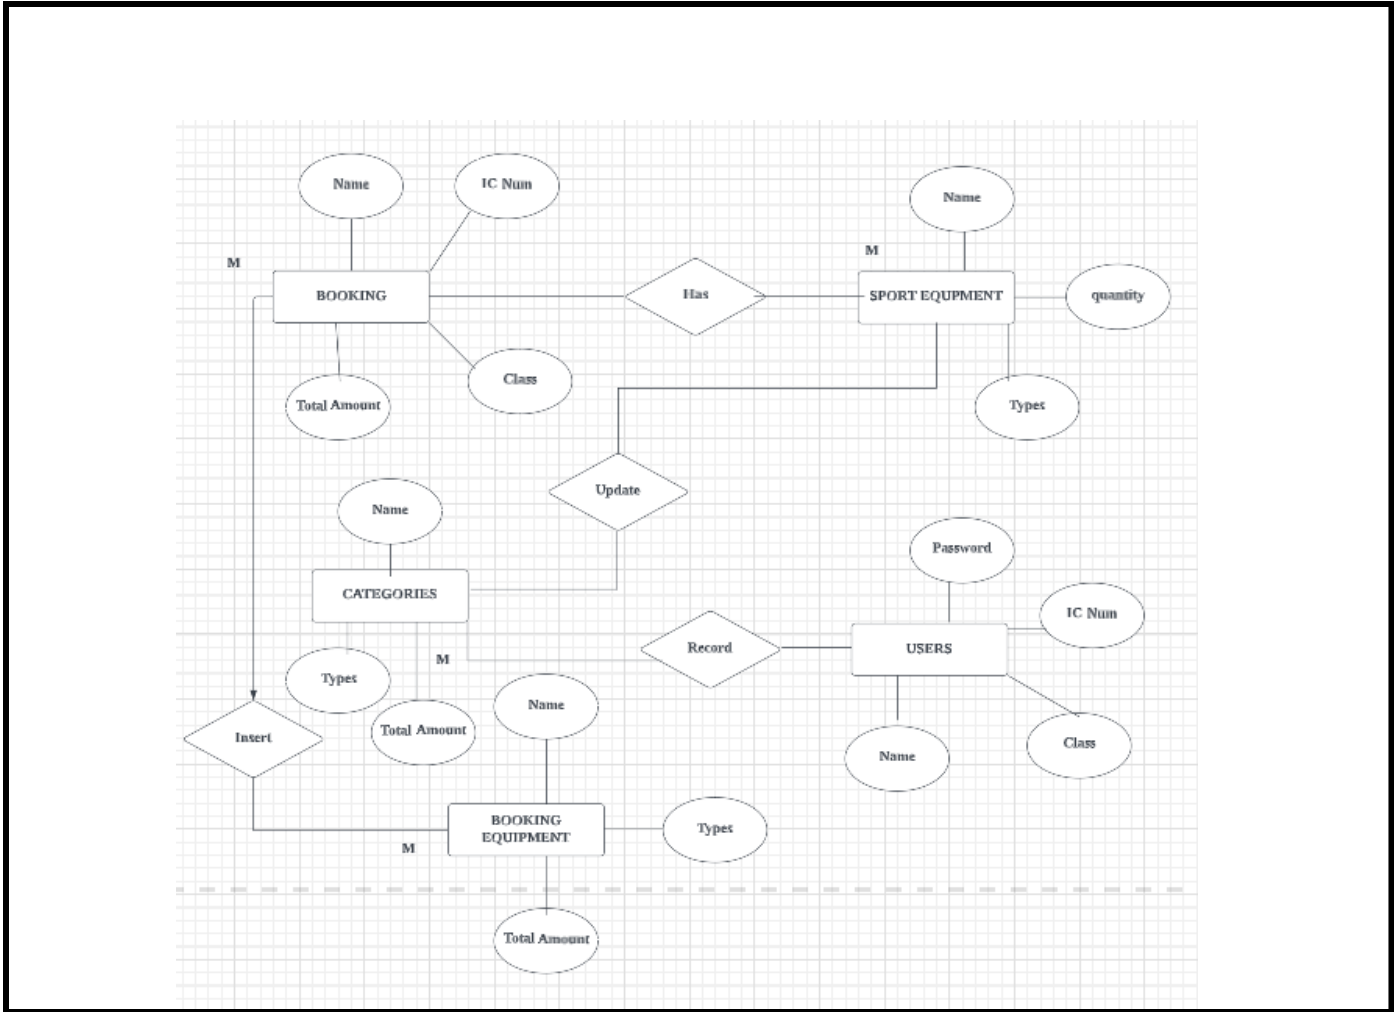 Name
IC Num
Name
M
M
BOOKING
Has
SPORT EQUPMENT
quantity
Class
Total Amount
Types
Update
Name
Password
CATEGORIES
IC Num
Record
USERS
M
Types
Name
Total Amount
Insert
Class
Name
BOOKING
EQUIPMENT
Types
M
Total Amount